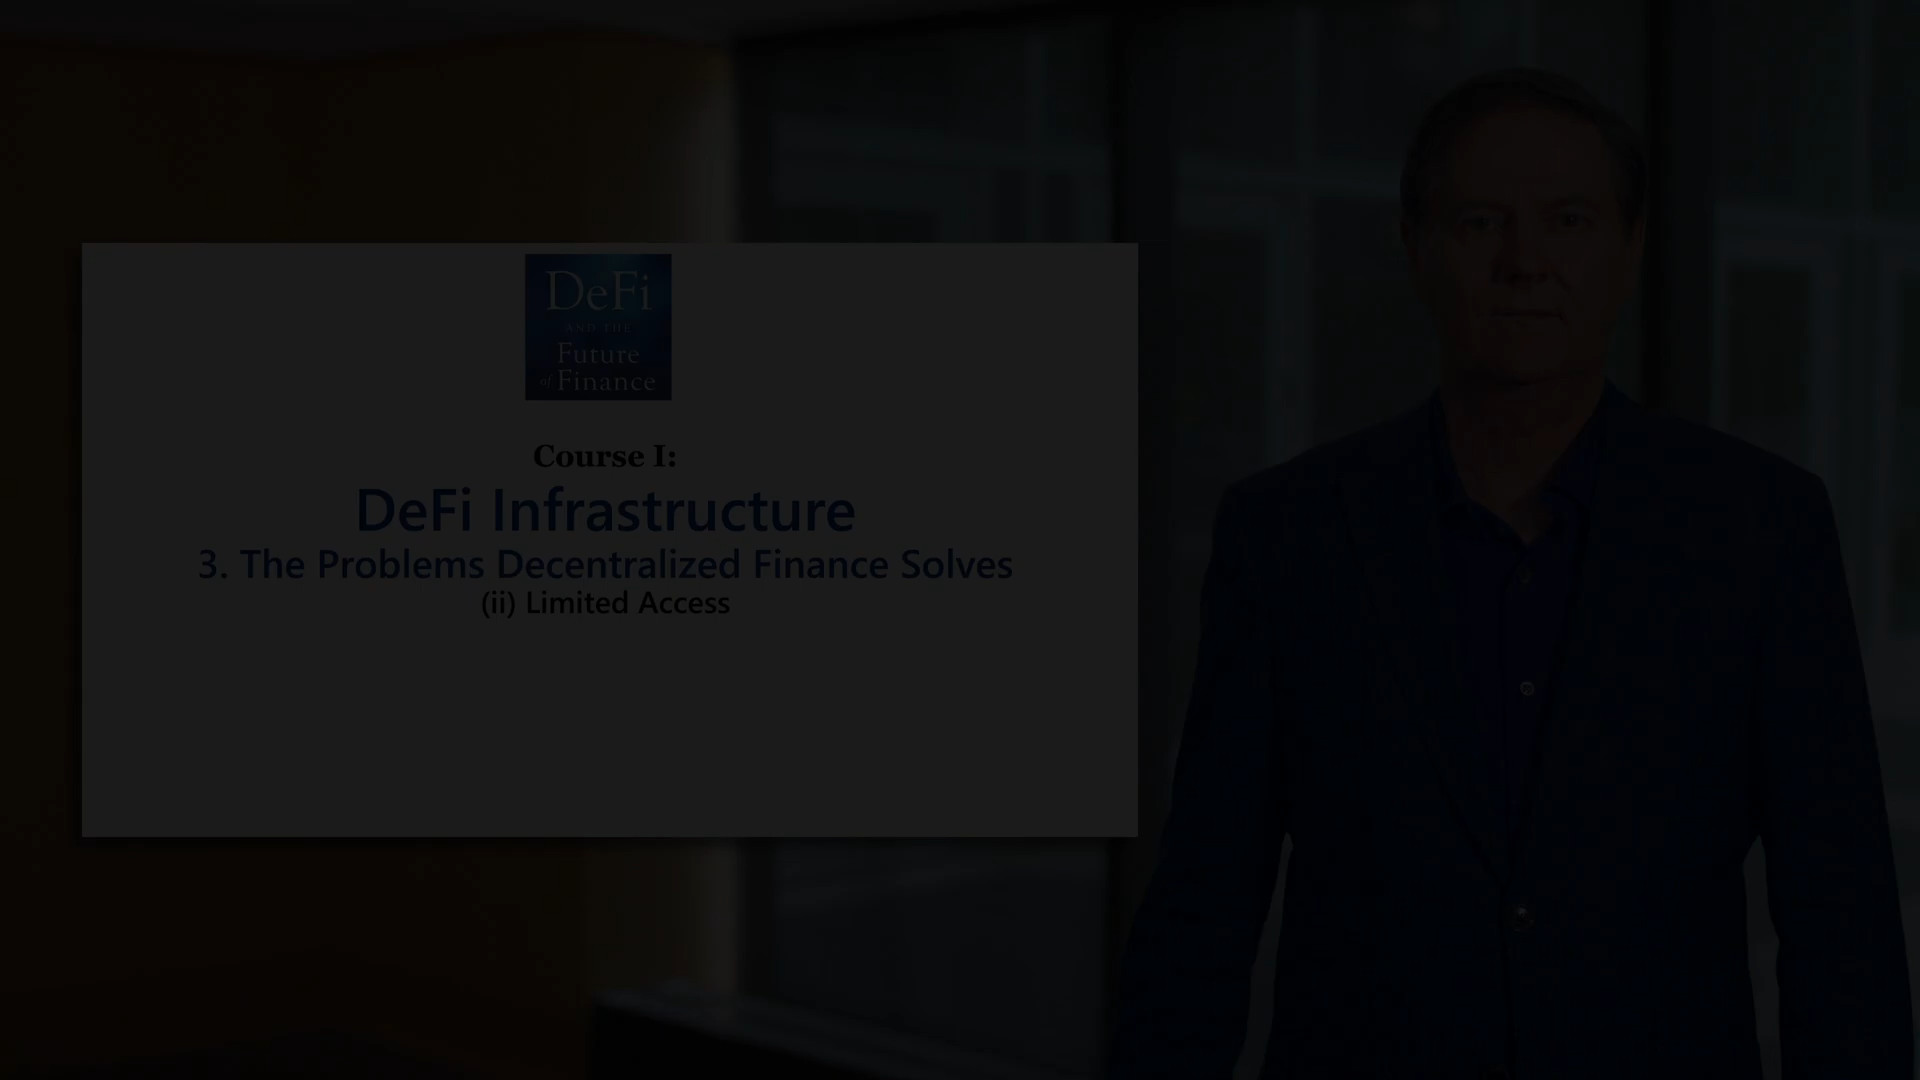 DeFi
AND THE
Future
of Finance
Course I:
DeFi Infrastructure
3. The Problems Decentralized Finance Solves
(ii) Limited Access